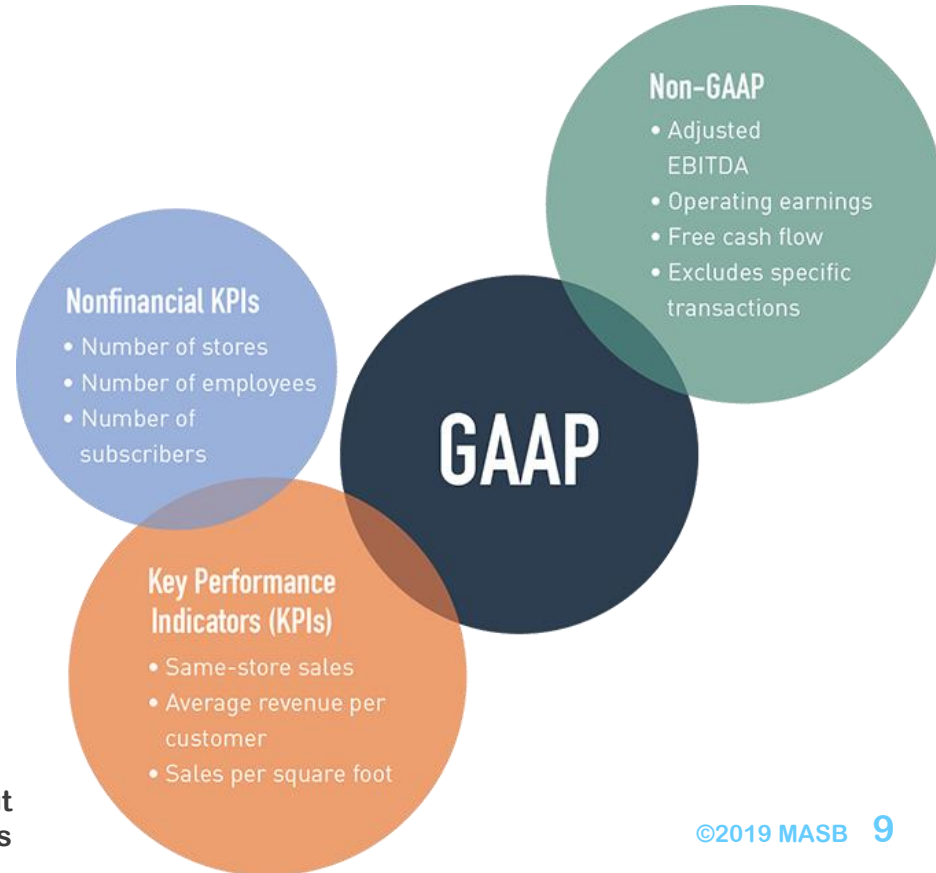 Non-GAAP
• Adjusted
EBITDA
• Operating earnings
• Free cash flow
• Excludes specific
transactions
Nonfinancial KPIs
• Number of stores
• Number of employees
• Number of
subscribers
GAAP
Key Performance
Indicators (KPIs)
• Same-store sales
• Average revenue per
customer
• Sales per square foot
©2019 MASB 9